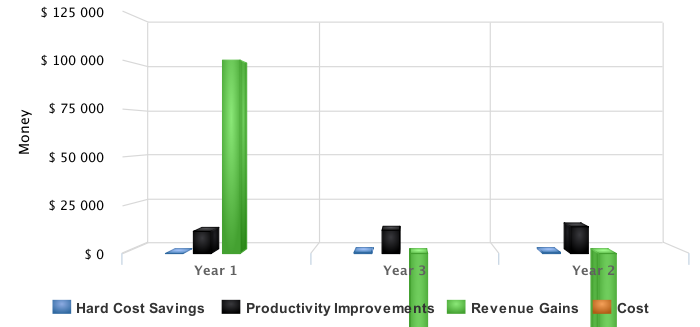 $ 125 000
$ 100 000
$ 75 000
$ 50 000
$ 25 000
$ 0
Money
Year 1
Year 3
Year 2
Hard Cost Savings
Productivity Improvements
Revenue Gains
Cost